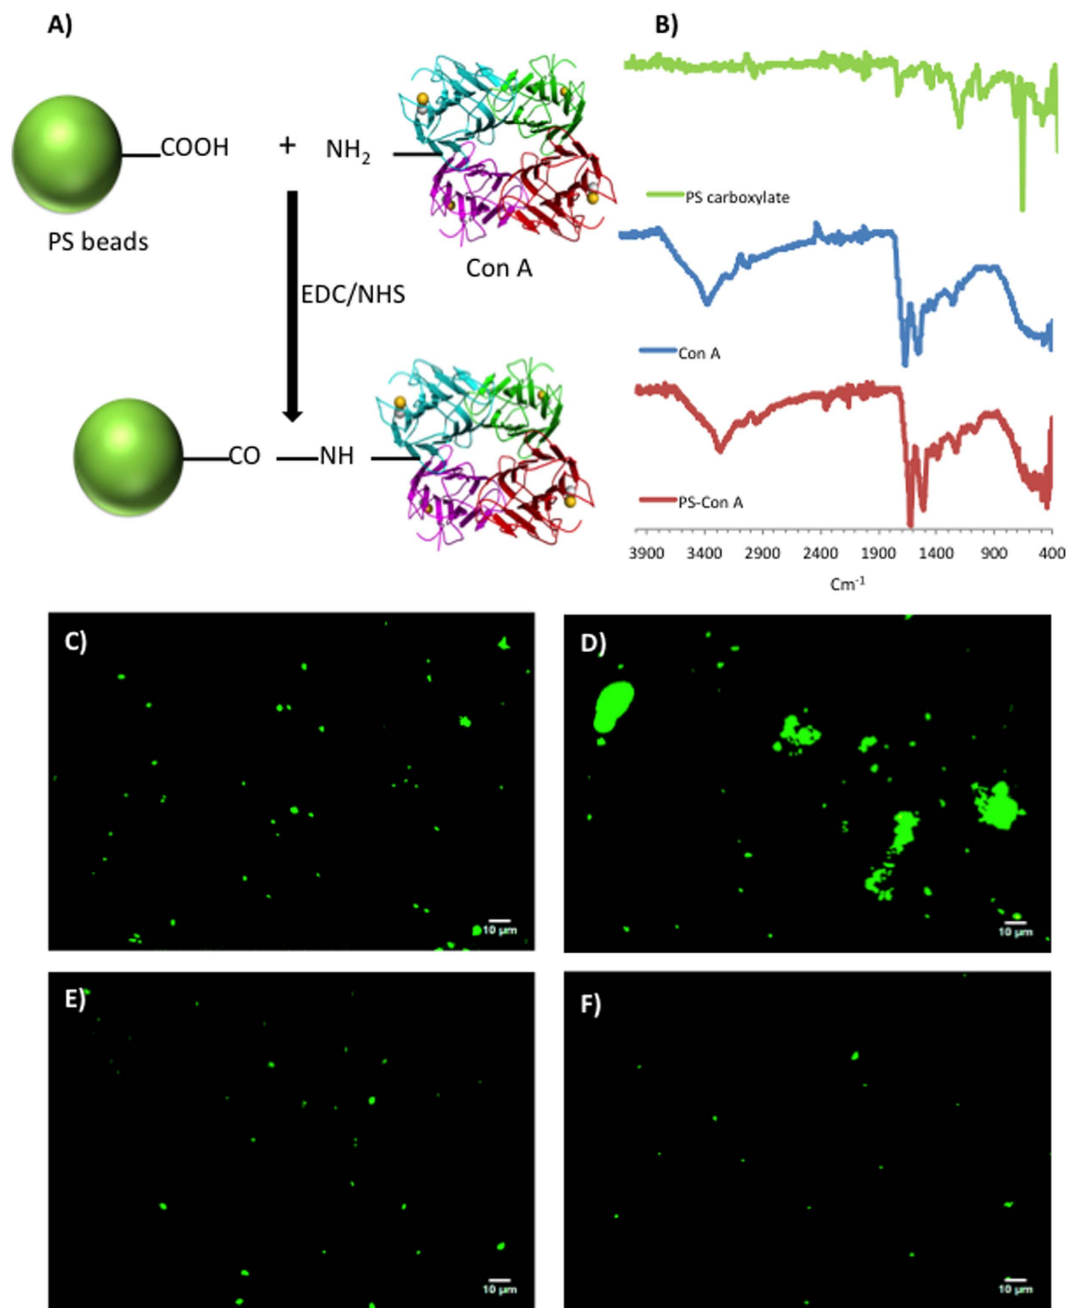 A)
COOH
+
NH₂
PS beads
Con A
EDC/NHS
CO
NH
B)
PS carboxylate
Con A
PS-Con A
3900 3400 2900 2400 1900 1400 900 400
Cm⁻¹
C)
10 µm
D)
10 µm
E)
10 µm
F)
10 µm